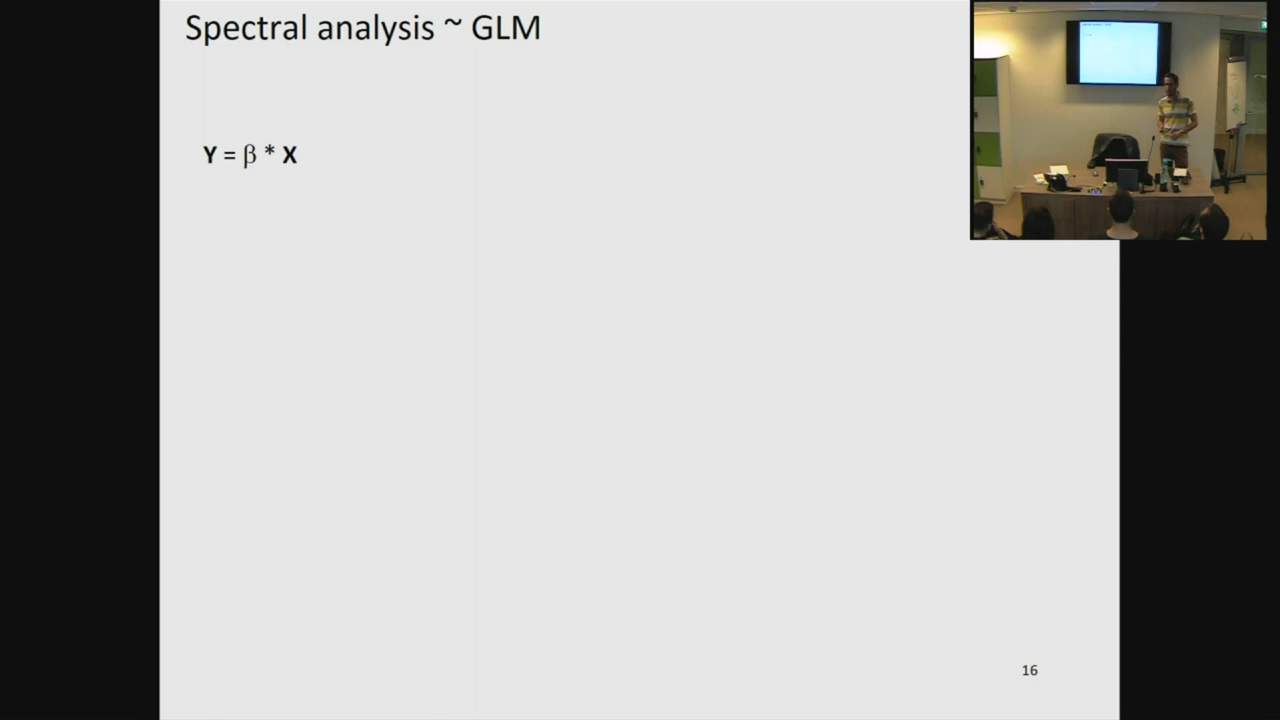 Spectral analysis ~ GLM
Y = β * X
16